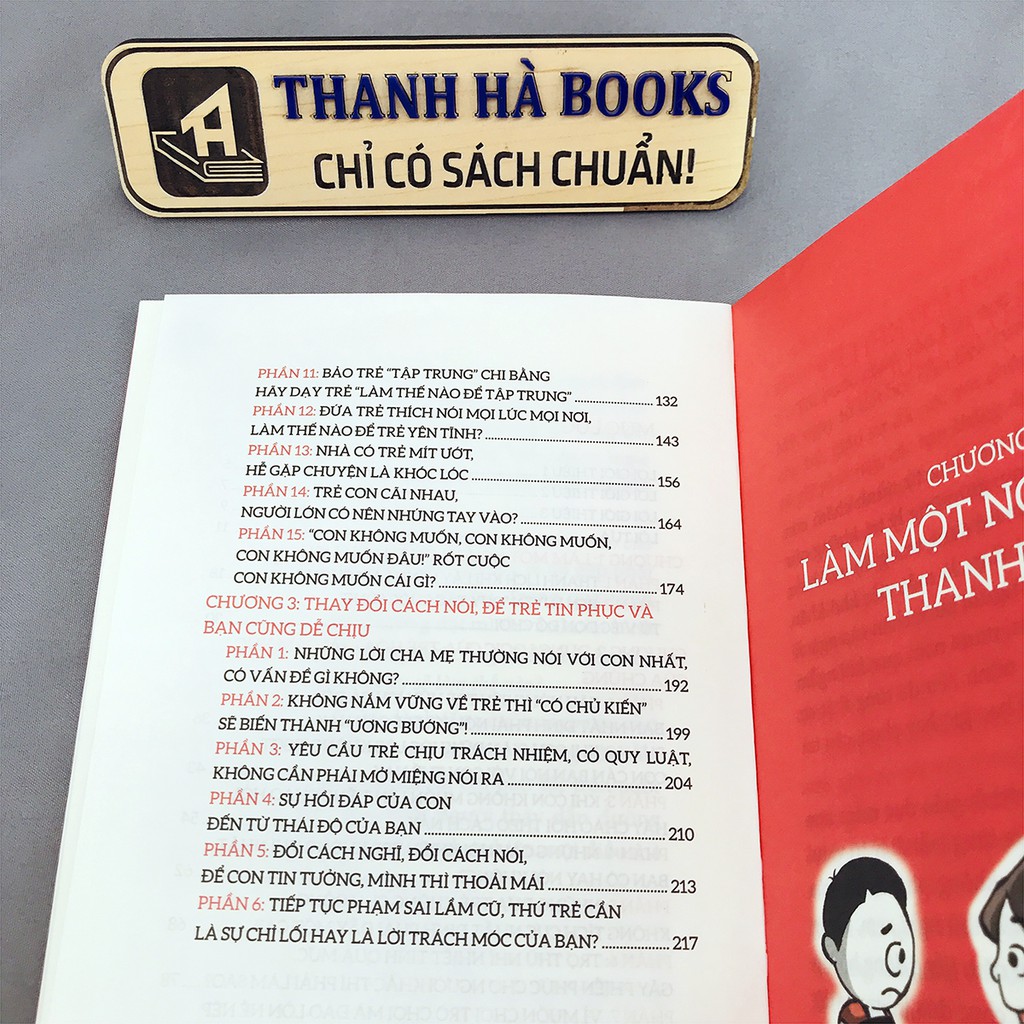 THANH HÀ BOOKS
CHỈ CÓ SÁCH CHUẨN!
PHẦN 11: BẢO TRẺ “TẬP TRUNG” CHI BẰNG
HÃY DẠY TRẺ “LÀM THẾ NÀO ĐỂ TẬP TRUNG” ........................ 132
PHẦN 12: ĐỨA TRẺ THÍCH NÓI MỌI LÚC MỌI NƠI,
LÀM THẾ NÀO ĐỂ TRẺ YÊN TĨNH? ........................ 143
PHẦN 13: NHÀ CÓ TRẺ MÍT ƯỚT,
HỄ GẶP CHUYỆN LÀ KHÓC LÓC ........................ 156
PHẦN 14: TRẺ CON CÃI NHAU,
NGƯỜI LỚN CÓ NÊN NHÚNG TAY VÀO? ........................ 164
PHẦN 15: “CON KHÔNG MUỐN, CON KHÔNG MUỐN,
CON KHÔNG MUỐN ĐÂU!” RỐT CUỘC
CON KHÔNG MUỐN CÁI GÌ? ........................ 174
CHƯƠNG 3: THAY ĐỔI CÁCH NÓI, ĐỂ TRẺ TIN PHỤC VÀ
BẠN CŨNG DỄ CHỊU
PHẦN 1: NHỮNG LỜI CHA MẸ THƯỜNG NÓI VỚI CON NHẤT,
CÓ VẤN ĐỀ GÌ KHÔNG? ........................ 192
PHẦN 2: KHÔNG NẮM VỮNG VỀ TRẺ THÌ “CÓ CHỦ KIẾN”
SẼ BIẾN THÀNH “ƯƠNG BƯỚNG”! ........................ 199
PHẦN 3: YÊU CẦU TRẺ CHỊU TRÁCH NHIỆM, CÓ QUY LUẬT,
KHÔNG CẦN PHẢI MỞ MIỆNG NÓI RA ........................ 204
PHẦN 4: SỰ HỒI ĐÁP CỦA CON
ĐẾN TỪ THÁI ĐỘ CỦA BẠN ........................ 210
PHẦN 5: ĐỔI CÁCH NGHĨ, ĐỔI CÁCH NÓI,
ĐỂ CON TIN TƯỞNG, MÌNH THÌ THOẢI MÁI ........................ 213
PHẦN 6: TIẾP TỤC PHẠM SAI LẦM CŨ, THỨ TRẺ CẦN
LÀ SỰ CHỈ LỐI HAY LÀ LỜI TRÁCH MÓC CỦA BẠN? ........................ 217
CHƯƠNG
LÀM MỘT
THANH